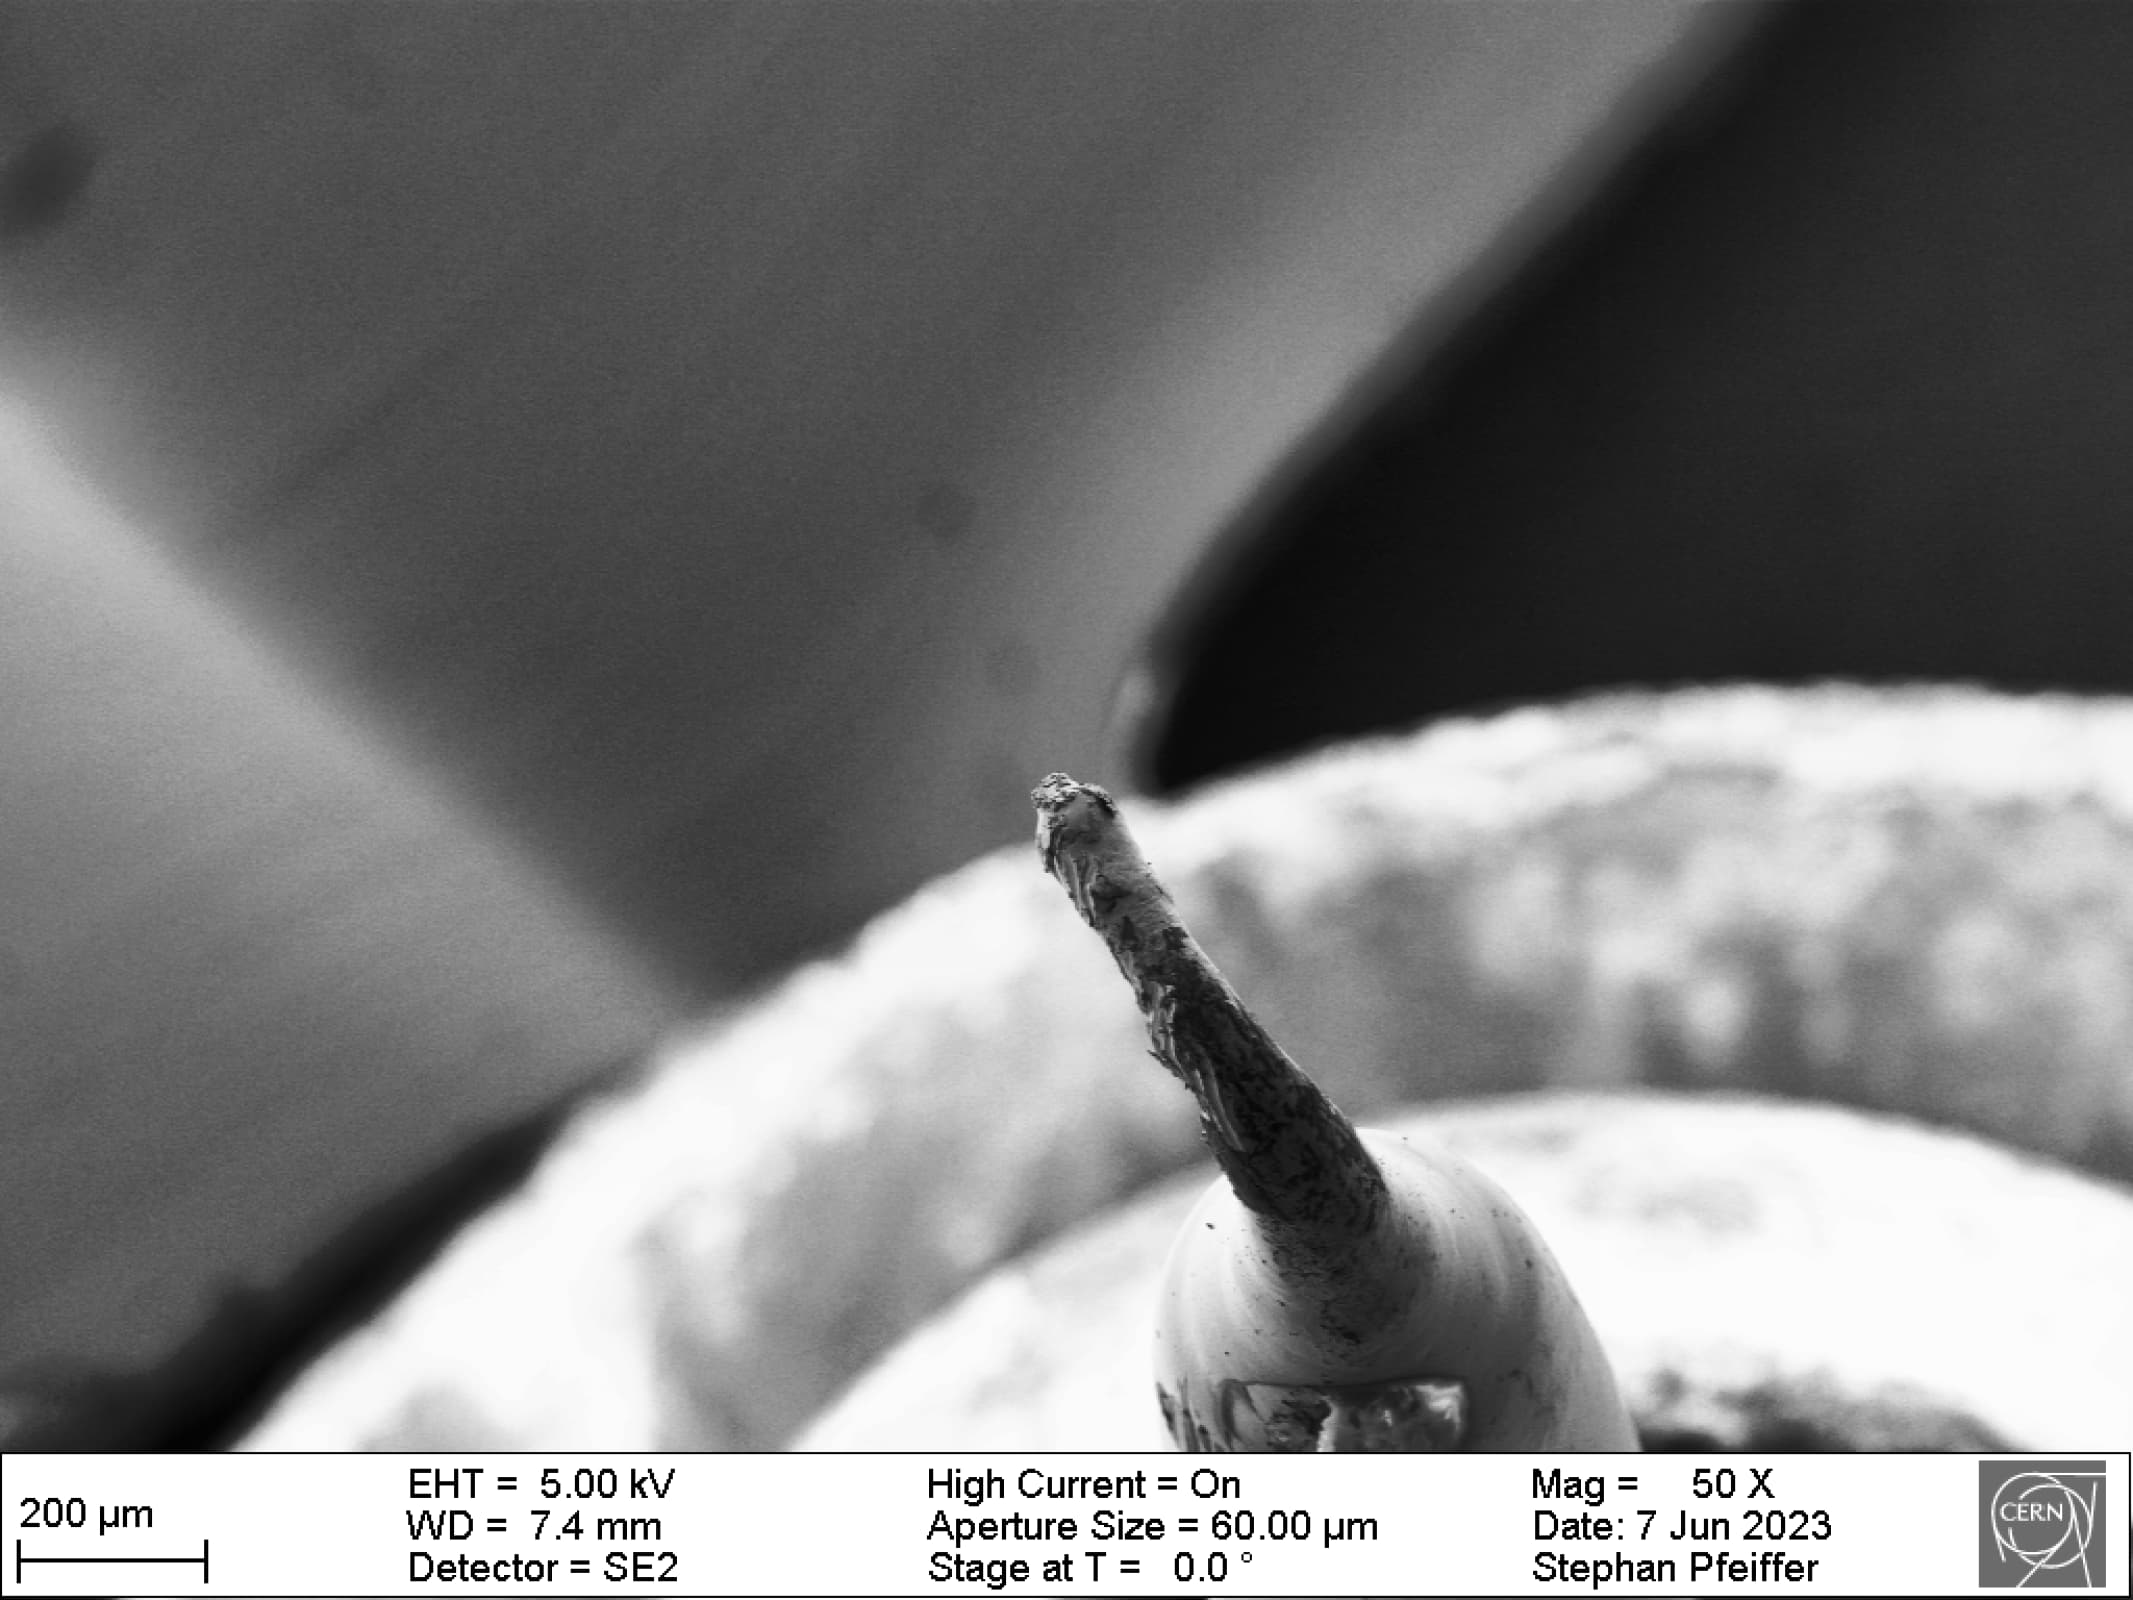 200 µm
EHT = 5.00 kV
WD = 7.4 mm
Detector = SE2
High Current = On
Aperture Size = 60.00 µm
Stage at T = 0.0 °
Mag = 50 X
Date: 7 Jun 2023
Stephan Pfeiffer
CERN